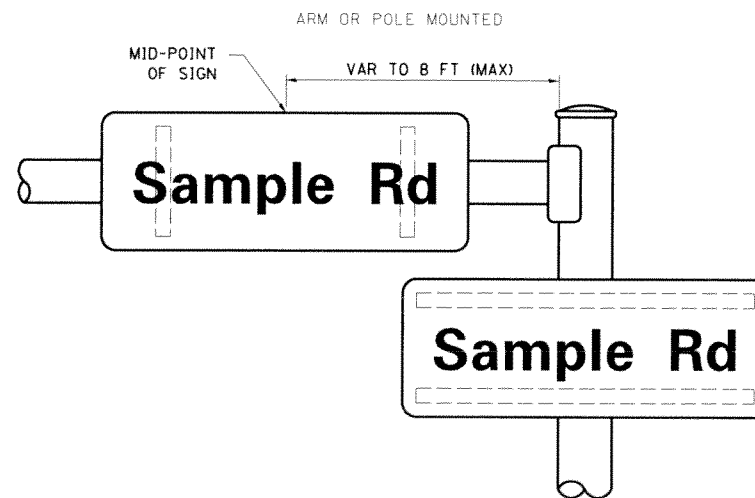 ARM OR POLE MOUNTED
MID-POINT
OF SIGN
VAR TO 8 FT (MAX)
Sample Rd
Sample Rd